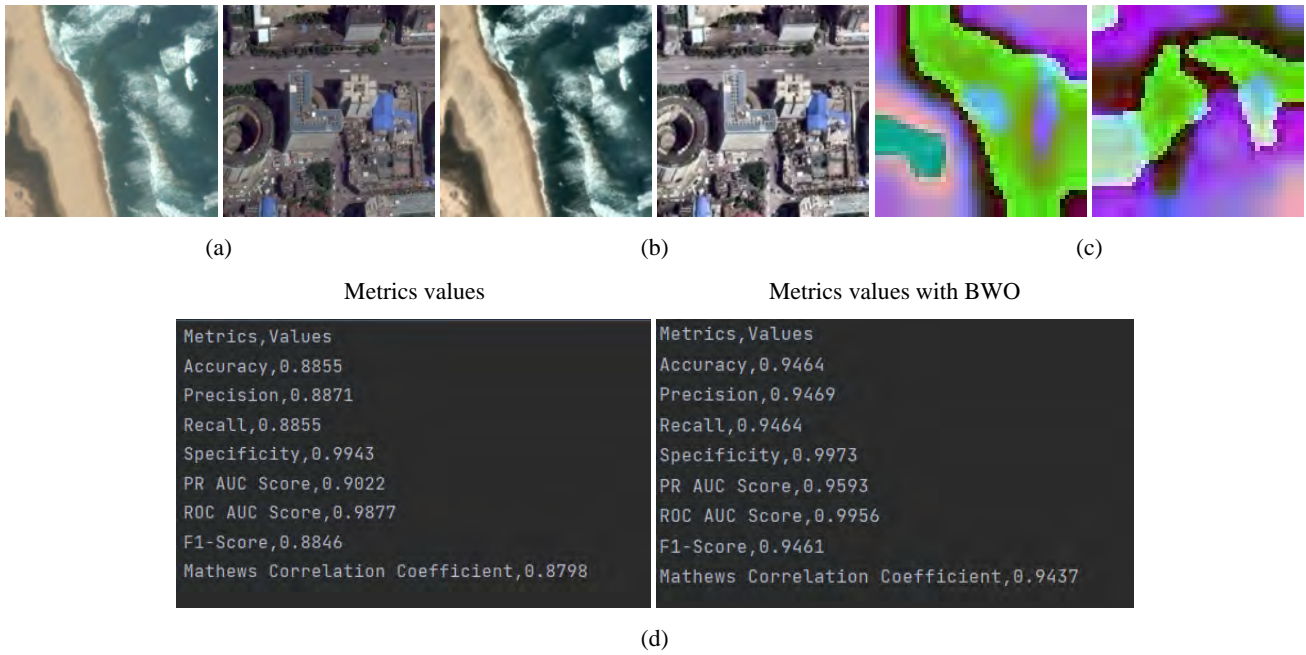 (a)
(b)
(c)
Metrics values
Metrics values with BWO
Metrics,Values
Accuracy,0.8855
Precision,0.8871
Recall,0.8855
Specificity,0.9943
PR AUC Score,0.9022
ROC AUC Score,0.9877
F1-Score,0.8846
Mathews Correlation Coefficient,0.8798
Metrics,Values
Accuracy,0.9464
Precision,0.9469
Recall,0.9464
Specificity,0.9973
PR AUC Score,0.9593
ROC AUC Score,0.9956
F1-Score,0.9461
Mathews Correlation Coefficient,0.9437
(d)